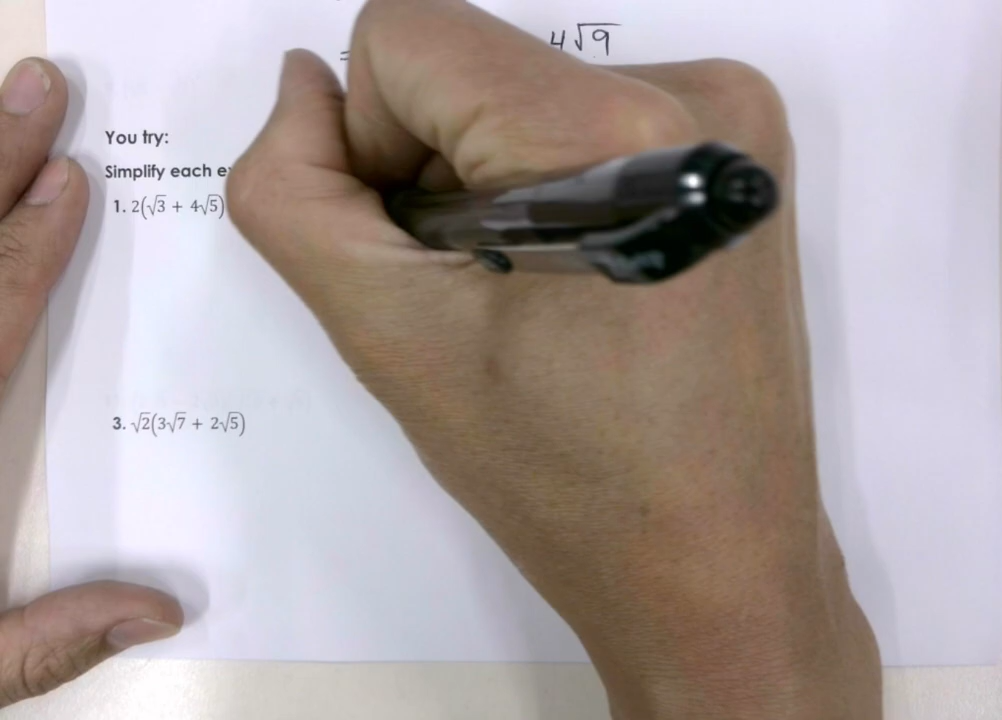 = 4√9
You try:
Simplify each
1. 2(√3 + 4√5)
3. √2(3√7 + 2√5)